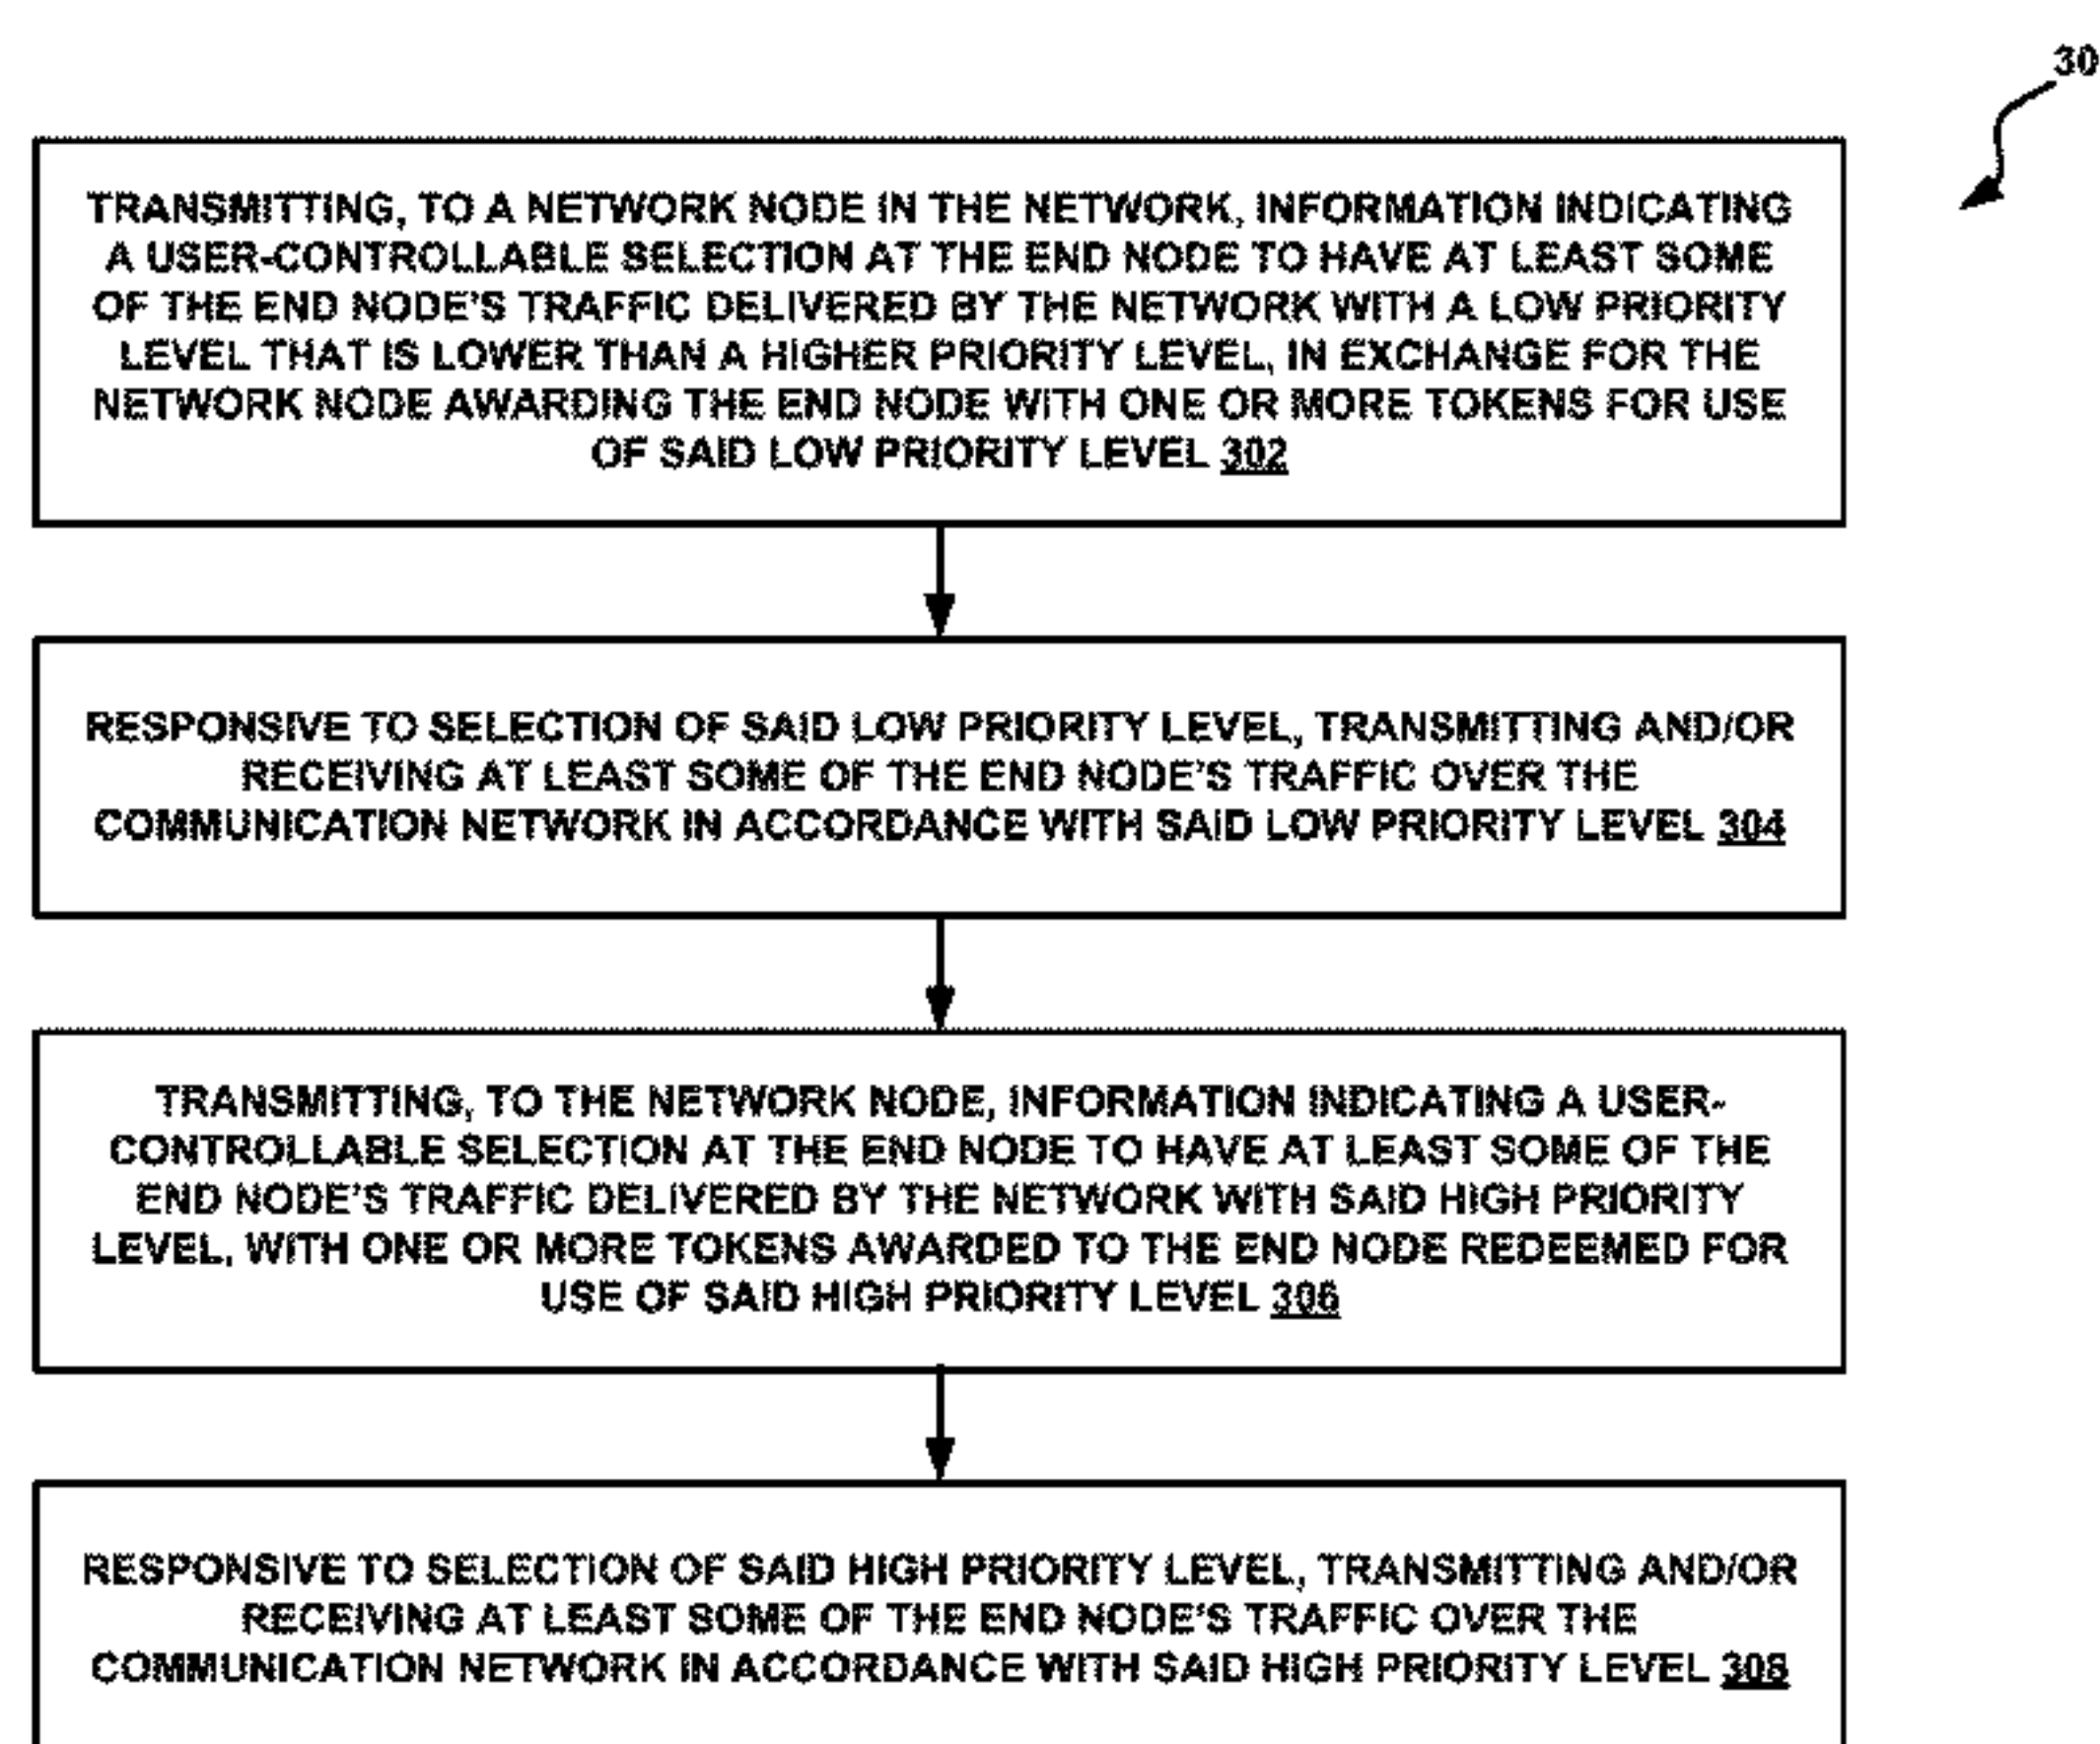 30
TRANSMITTING, TO A NETWORK NODE IN THE NETWORK, INFORMATION INDICATING
A USER-CONTROLLABLE SELECTION AT THE END NODE TO HAVE AT LEAST SOME
OF THE END NODE'S TRAFFIC DELIVERED BY THE NETWORK WITH A LOW PRIORITY
LEVEL THAT IS LOWER THAN A HIGHER PRIORITY LEVEL, IN EXCHANGE FOR THE
NETWORK NODE AWARDING THE END NODE WITH ONE OR MORE TOKENS FOR USE
OF SAID LOW PRIORITY LEVEL 302
RESPONSIVE TO SELECTION OF SAID LOW PRIORITY LEVEL, TRANSMITTING AND/OR
RECEIVING AT LEAST SOME OF THE END NODE'S TRAFFIC OVER THE
COMMUNICATION NETWORK IN ACCORDANCE WITH SAID LOW PRIORITY LEVEL 304
TRANSMITTING, TO THE NETWORK NODE, INFORMATION INDICATING A USER-
CONTROLLABLE SELECTION AT THE END NODE TO HAVE AT LEAST SOME OF THE
END NODE'S TRAFFIC DELIVERED BY THE NETWORK WITH SAID HIGH PRIORITY
LEVEL, WITH ONE OR MORE TOKENS AWARDED TO THE END NODE REDEEMED FOR
USE OF SAID HIGH PRIORITY LEVEL 306
RESPONSIVE TO SELECTION OF SAID HIGH PRIORITY LEVEL, TRANSMITTING AND/OR
RECEIVING AT LEAST SOME OF THE END NODE'S TRAFFIC OVER THE
COMMUNICATION NETWORK IN ACCORDANCE WITH SAID HIGH PRIORITY LEVEL 308